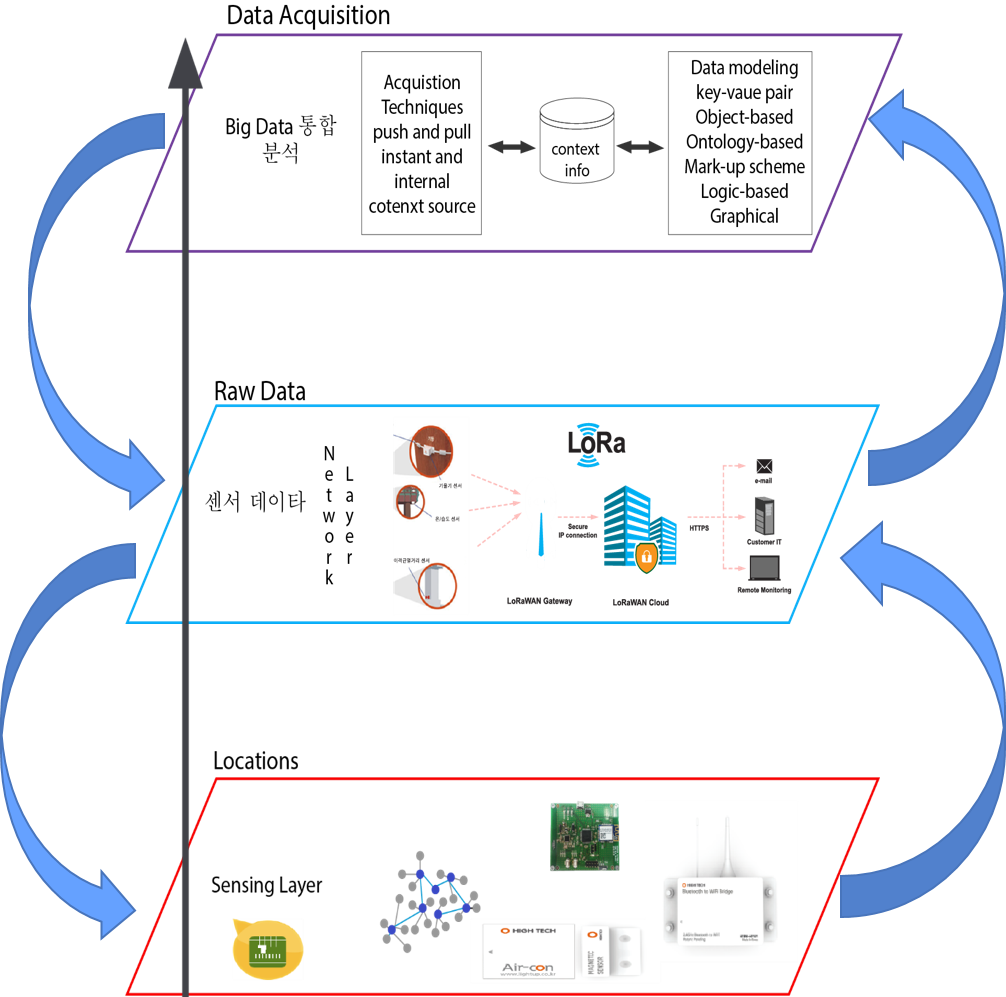 Data Acquisition
Big Data 통합
분석
Acquistion
Techniques
push and pull
instant and
internal
cotenxt source
context
info
Data modeling
key-vaue pair
Object-based
Ontology-based
Mark-up scheme
Logic-based
Graphical
Raw Data
센서 데이타
Network
Layer
기울기 센서
온/습도 센서
이격균열거리 센서
LoRa
Secure
IP connection
HTTPS
e-mail
Customer IT
Remote Monitoring
LoRaWAN Gateway
LoRaWAN Cloud
Locations
Sensing Layer
HIGH TECH
Air-con
HIGH TECH
MAGNETIC
SENSOR
HIGH TECH
Bluetooth to WiFi Bridge